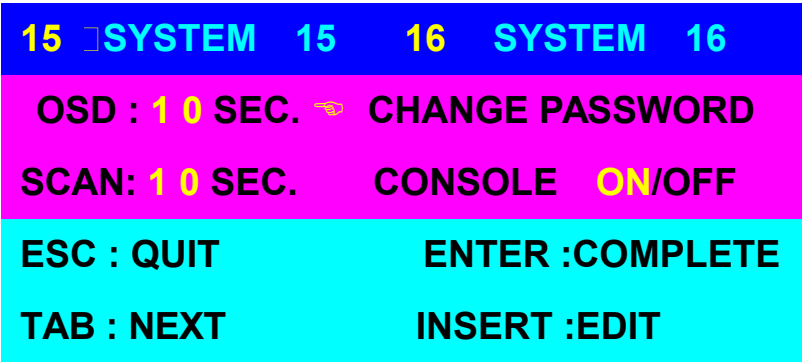 15 SYSTEM 15 16 SYSTEM 16
OSD : 1 0 SEC. ☜ CHANGE PASSWORD
SCAN: 1 0 SEC. CONSOLE ON/OFF
ESC : QUIT ENTER :COMPLETE
TAB : NEXT INSERT :EDIT